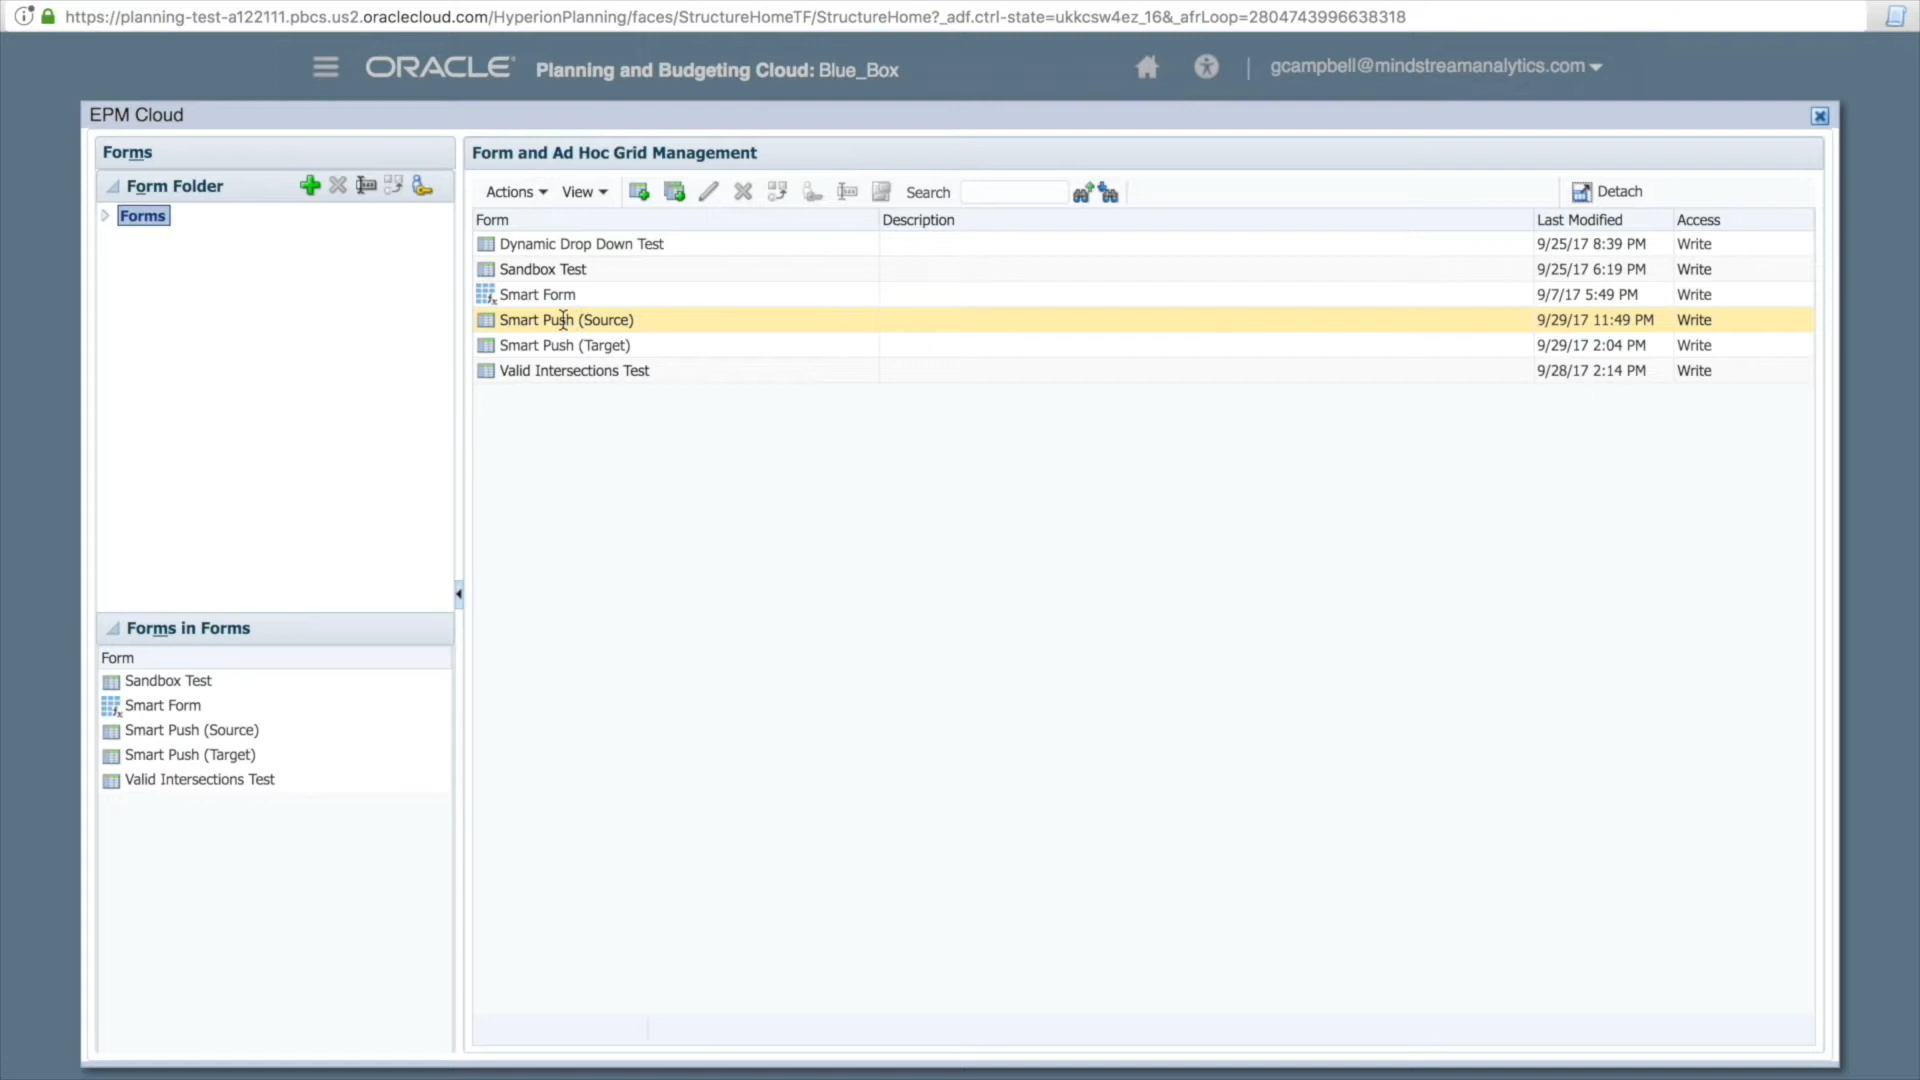 https://planning-test-a122111.pbcs.us2.oraclecloud.com/HyperionPlanning/faces/StructureHomeTF/StructureHome?_adf.ctrl-state=ukkcsw4ez_16&_afrLoop=2804743996638318
ORACLE Planning and Budgeting Cloud: Blue_Box gcampbell@mindstreamanalytics.com
EPM Cloud
Forms
Form Folder
Forms
Form and Ad Hoc Grid Management
Actions View Search Detach
Form Description Last Modified Access
Dynamic Drop Down Test 9/25/17 8:39 PM Write
Sandbox Test 9/25/17 6:19 PM Write
Smart Form 9/7/17 5:49 PM Write
Smart Push (Source) 9/29/17 11:49 PM Write
Smart Push (Target) 9/29/17 2:04 PM Write
Valid Intersections Test 9/28/17 2:14 PM Write
Forms in Forms
Form
Sandbox Test
Smart Form
Smart Push (Source)
Smart Push (Target)
Valid Intersections Test